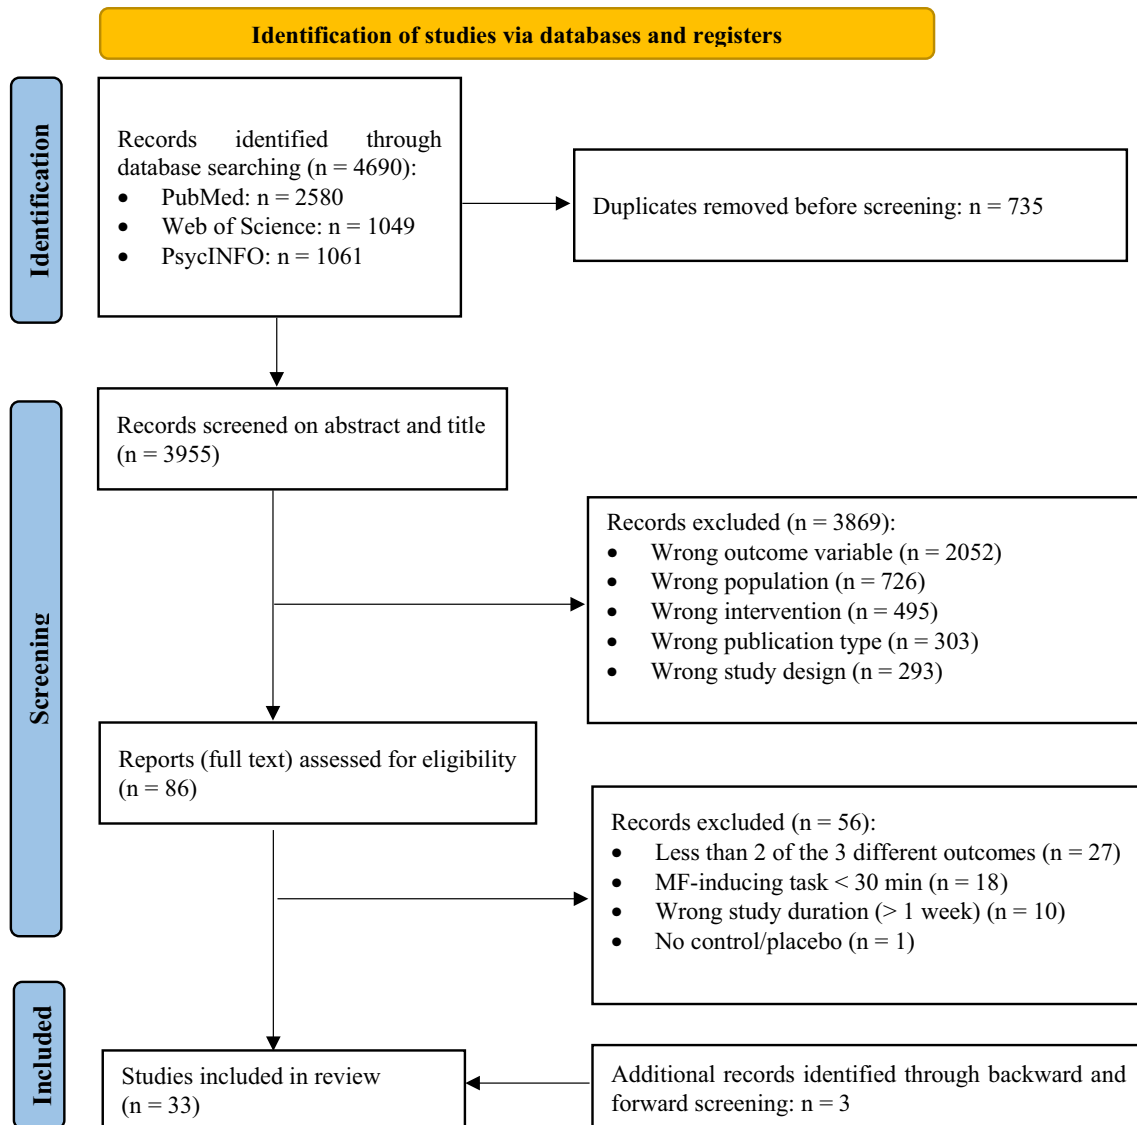 Identification of studies via databases and registers
Identification
Records identified through
database searching (n = 4690):
• PubMed: n = 2580
• Web of Science: n = 1049
• PsycINFO: n = 1061
Duplicates removed before screening: n = 735
Screening
Records screened on abstract and title
(n = 3955)
Records excluded (n = 3869):
• Wrong outcome variable (n = 2052)
• Wrong population (n = 726)
• Wrong intervention (n = 495)
• Wrong publication type (n = 303)
• Wrong study design (n = 293)
Reports (full text) assessed for eligibility
(n = 86)
Records excluded (n = 56):
• Less than 2 of the 3 different outcomes (n = 27)
• MF-inducing task < 30 min (n = 18)
• Wrong study duration (> 1 week) (n = 10)
• No control/placebo (n = 1)
Included
Studies included in review
(n = 33)
Additional records identified through backward and
forward screening: n = 3